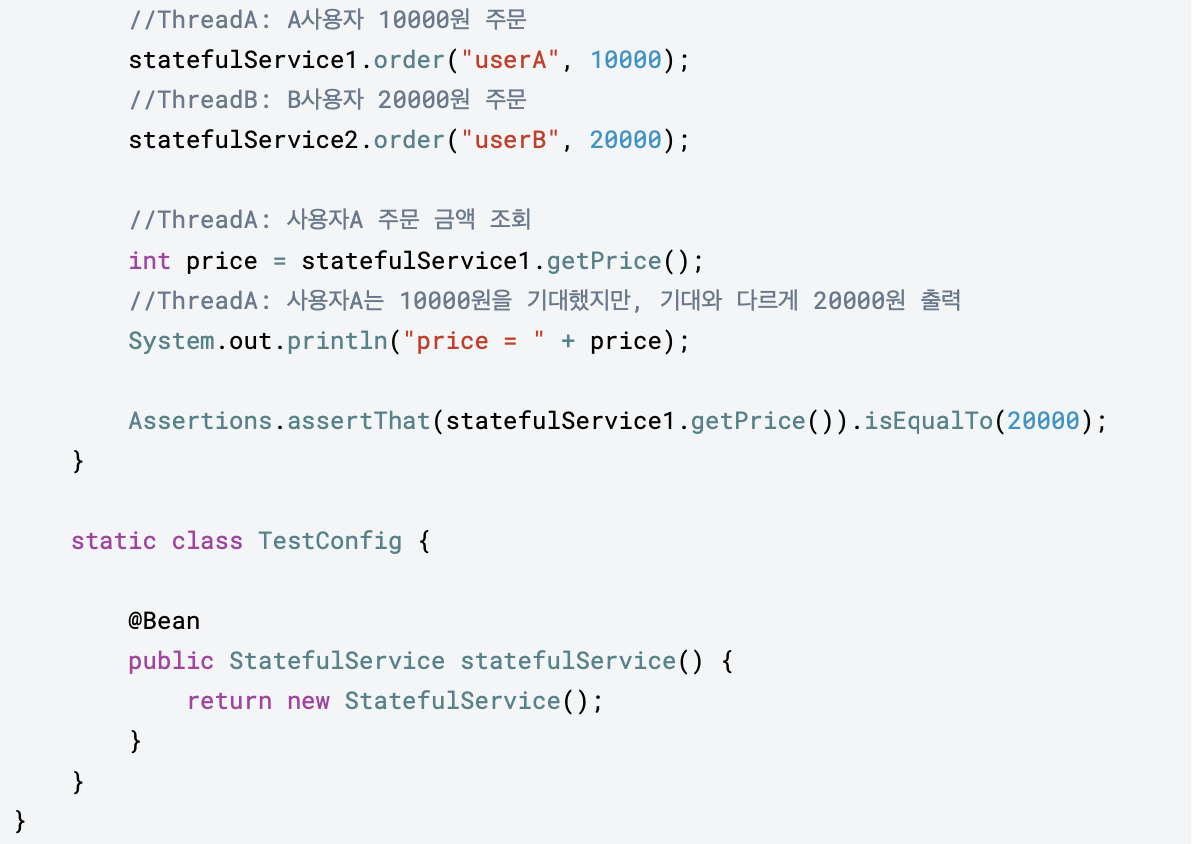 //ThreadA: A사용자 10000원 주문
statefulService1.order("userA", 10000);
//ThreadB: B사용자 20000원 주문
statefulService2.order("userB", 20000);
//ThreadA: 사용자A 주문 금액 조회
int price = statefulService1.getPrice();
//ThreadA: 사용자A는 10000원을 기대했지만, 기대와 다르게 20000원 출력
System.out.println("price = " + price);
Assertions.assertThat(statefulService1.getPrice()).isEqualTo(20000);
}
static class TestConfig {
@Bean
public StatefulService statefulService() {
return new StatefulService();
}
}
}